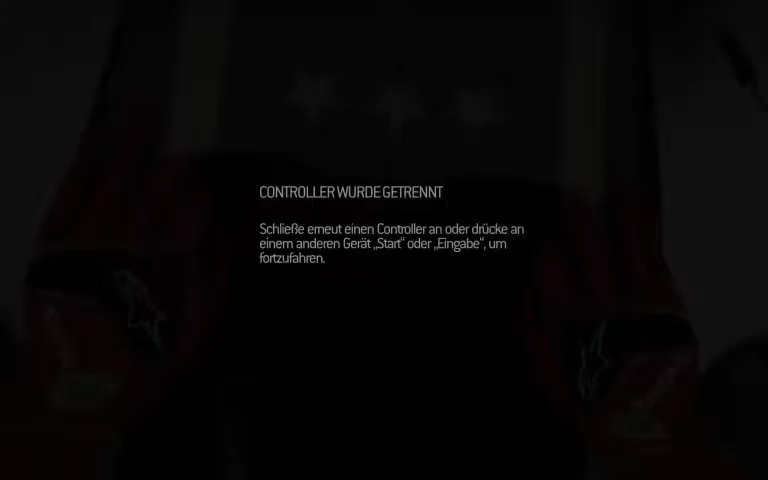 CONTROLLER WURDE GETRENNT
Schließe erneut einen Controller an oder drücke an
einem anderen Gerät „Start“ oder „Eingabe“, um
fortzufahren.